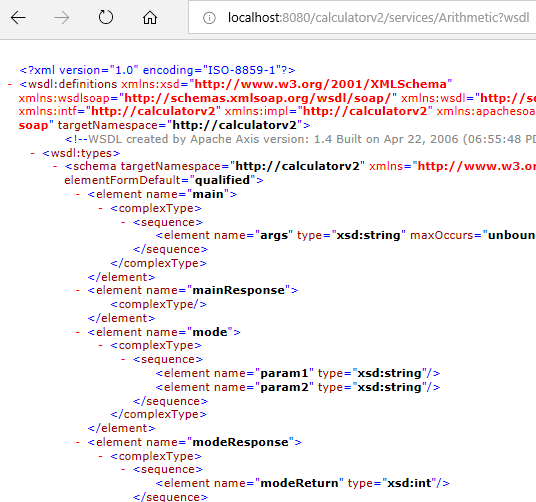 localhost:8080/calculatorv2/services/Arithmetic?wsdl
<?xml version="1.0" encoding="ISO-8859-1"?>
- <wsdl:definitions xmlns:xsd="http://www.w3.org/2001/XMLSchema"
xmlns:wsdlsoap="http://schemas.xmlsoap.org/wsdl/soap/" xmlns:wsdl="http://sc
xmlns:intf="http://calculatorv2" xmlns:impl="http://calculatorv2" xmlns:apachesoa
soap" targetNamespace="http://calculatorv2">
<!--WSDL created by Apache Axis version: 1.4 Built on Apr 22, 2006 (06:55:48 PD
- <wsdl:types>
- <schema targetNamespace="http://calculatorv2" xmlns="http://www.w3.o
elementFormDefault="qualified">
- <element name="main">
- <complexType>
- <sequence>
<element name="args" type="xsd:string" maxOccurs="unboun
</sequence>
</complexType>
</element>
- <element name="mainResponse">
<complexType/>
</element>
- <element name="mode">
- <complexType>
- <sequence>
<element name="param1" type="xsd:string"/>
<element name="param2" type="xsd:string"/>
</sequence>
</complexType>
</element>
- <element name="modeResponse">
- <complexType>
- <sequence>
<element name="modeReturn" type="xsd:int"/>
</sequence>